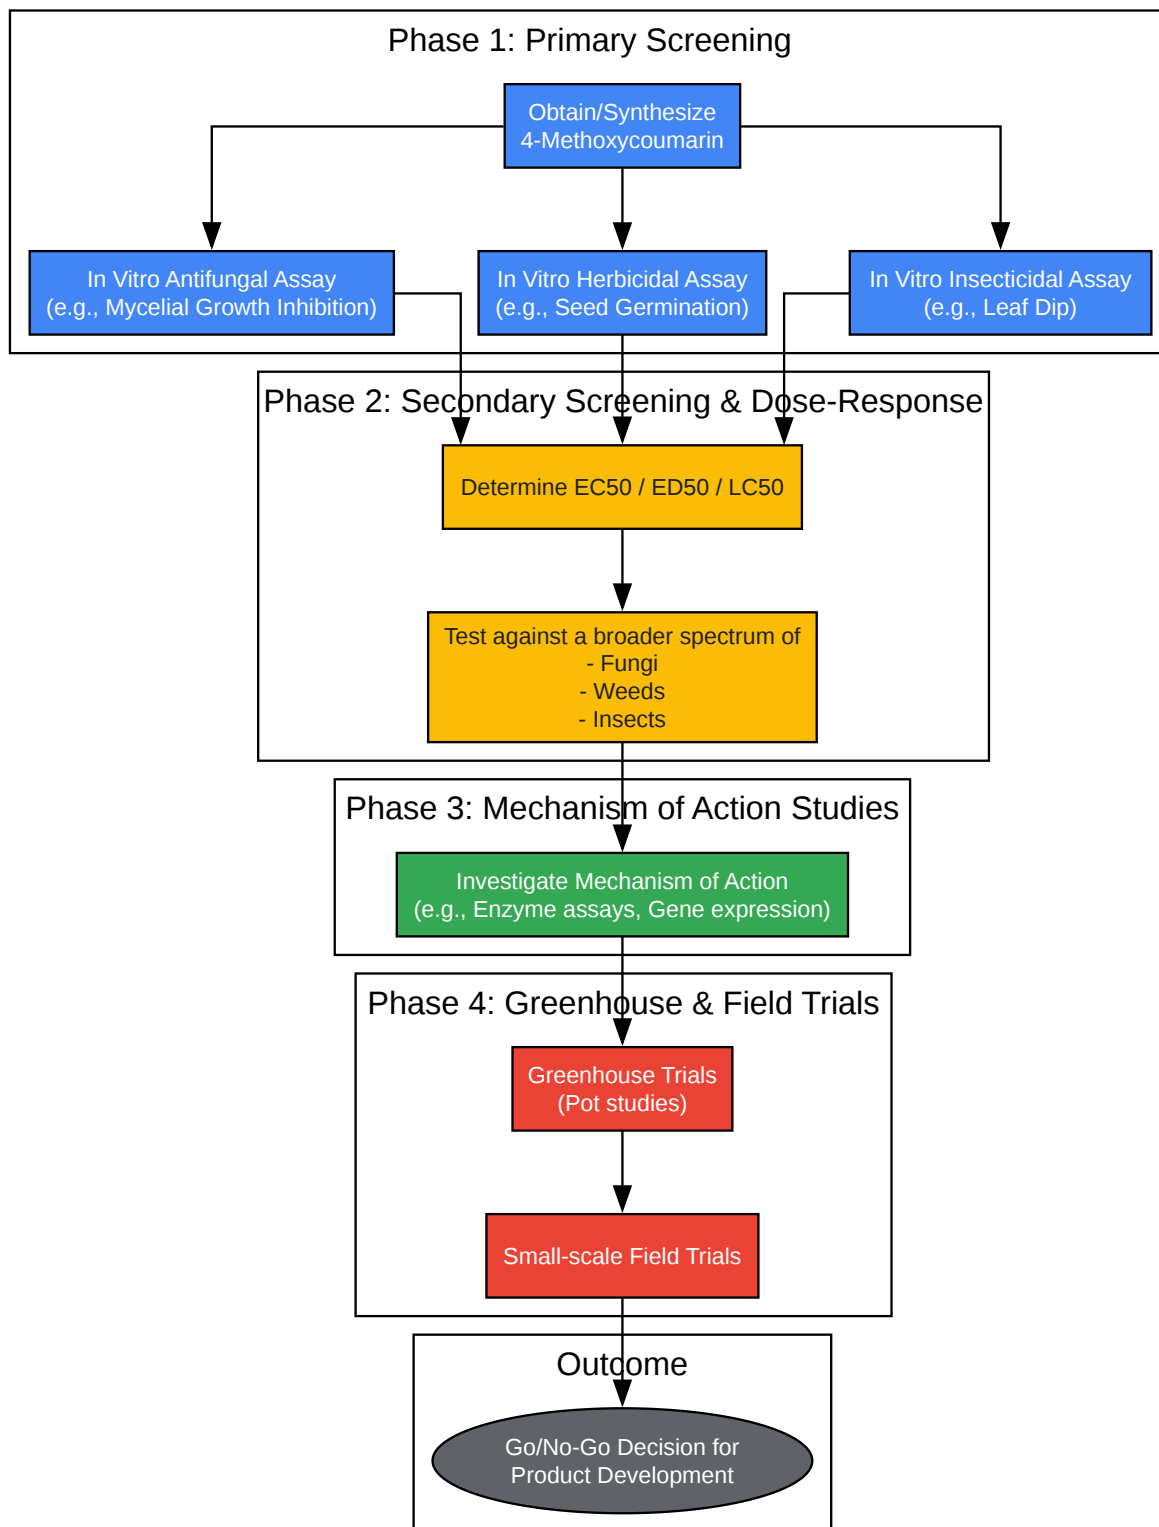 Phase 1: Primary Screening
Obtain/Synthesize
4-Methoxycoumarin
In Vitro Antifungal Assay
(e.g., Mycelial Growth Inhibition)
In Vitro Herbicidal Assay
(e.g., Seed Germination)
In Vitro Insecticidal Assay
(e.g., Leaf Dip)
Phase 2: Secondary Screening & Dose-Response
Determine EC50 / ED50 / LC50
Test against a broader spectrum of
- Fungi
- Weeds
- Insects
Phase 3: Mechanism of Action Studies
Investigate Mechanism of Action
(e.g., Enzyme assays, Gene expression)
Phase 4: Greenhouse & Field Trials
Greenhouse Trials
(Pot studies)
Small-scale Field Trials
Outcome
Go/No-Go Decision for
Product Development